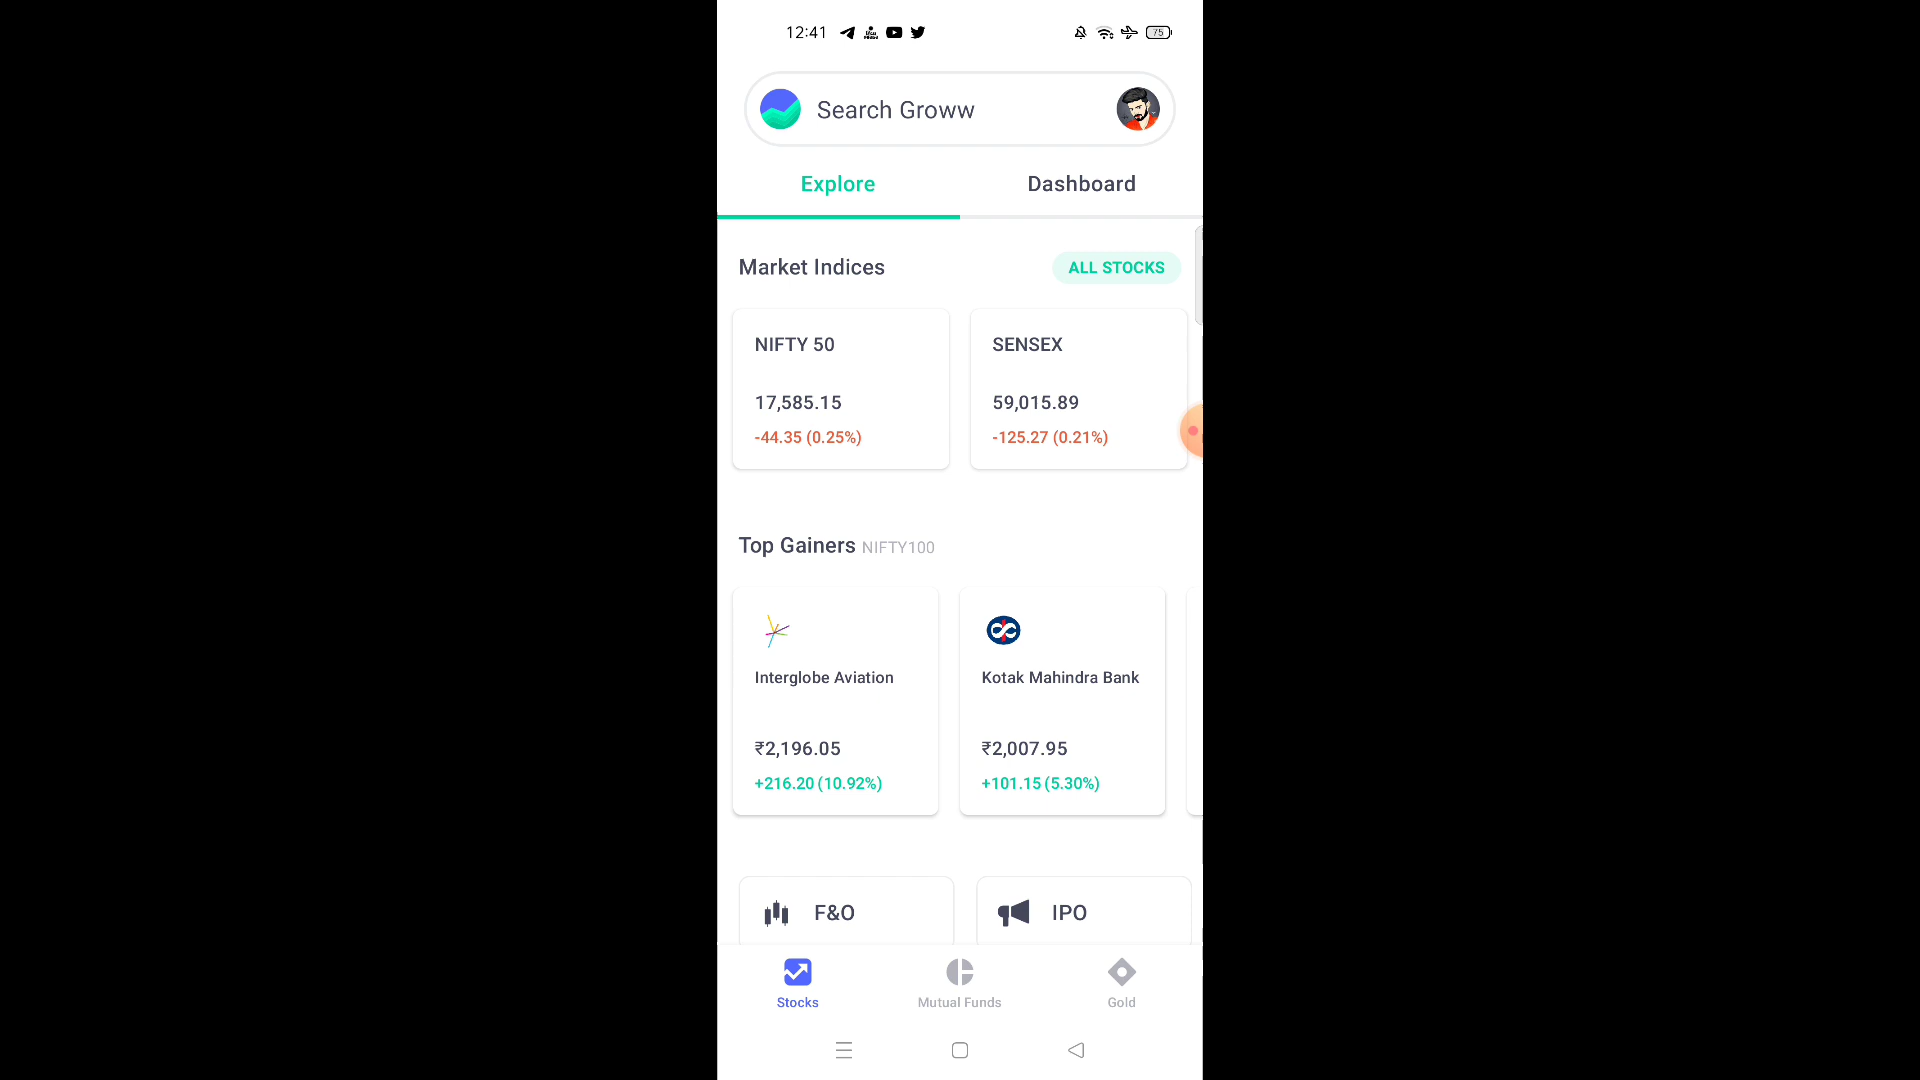 12:41
75
Search Groww
Explore
Dashboard
Market Indices
ALL STOCKS
NIFTY 50
17,585.15
-44.35 (0.25%)
SENSEX
59,015.89
-125.27 (0.21%)
Top Gainers NIFTY100
Interglobe Aviation
₹2,196.05
+216.20 (10.92%)
Kotak Mahindra Bank
₹2,007.95
+101.15 (5.30%)
F&O
IPO
Stocks
Mutual Funds
Gold